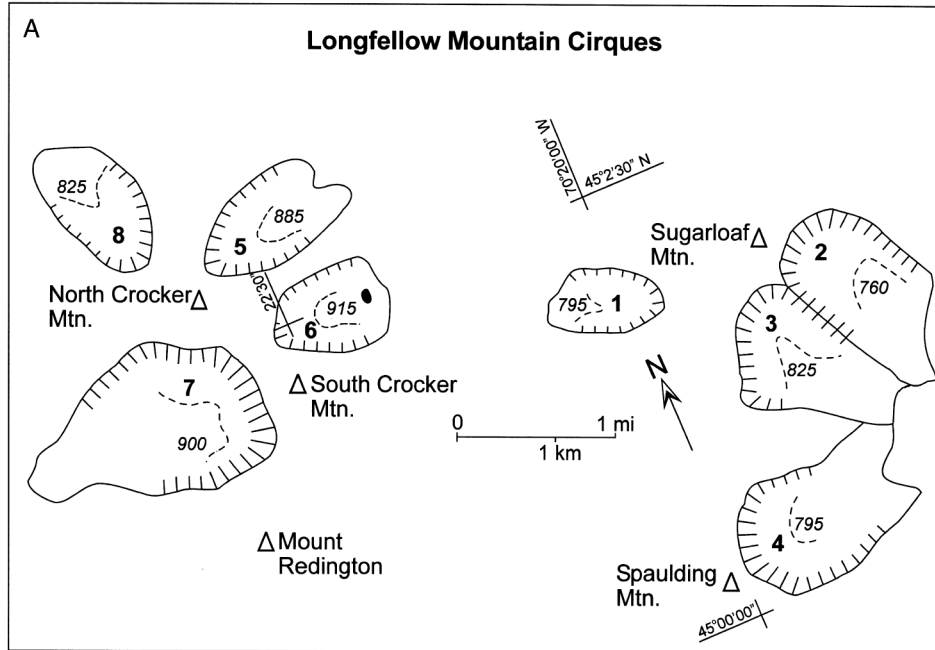 A
Longfellow Mountain Cirques
70°20'00" W
45°2'30" N
825
8
885
5
Sugarloaf
Mtn.
2
760
North Crocker
Mtn.
22'30"
915
6
795
1
3
825
7
900
South Crocker
Mtn.
N
0
1 mi
1 km
795
4
Mount
Redington
Spaulding
Mtn.
45°00'00"